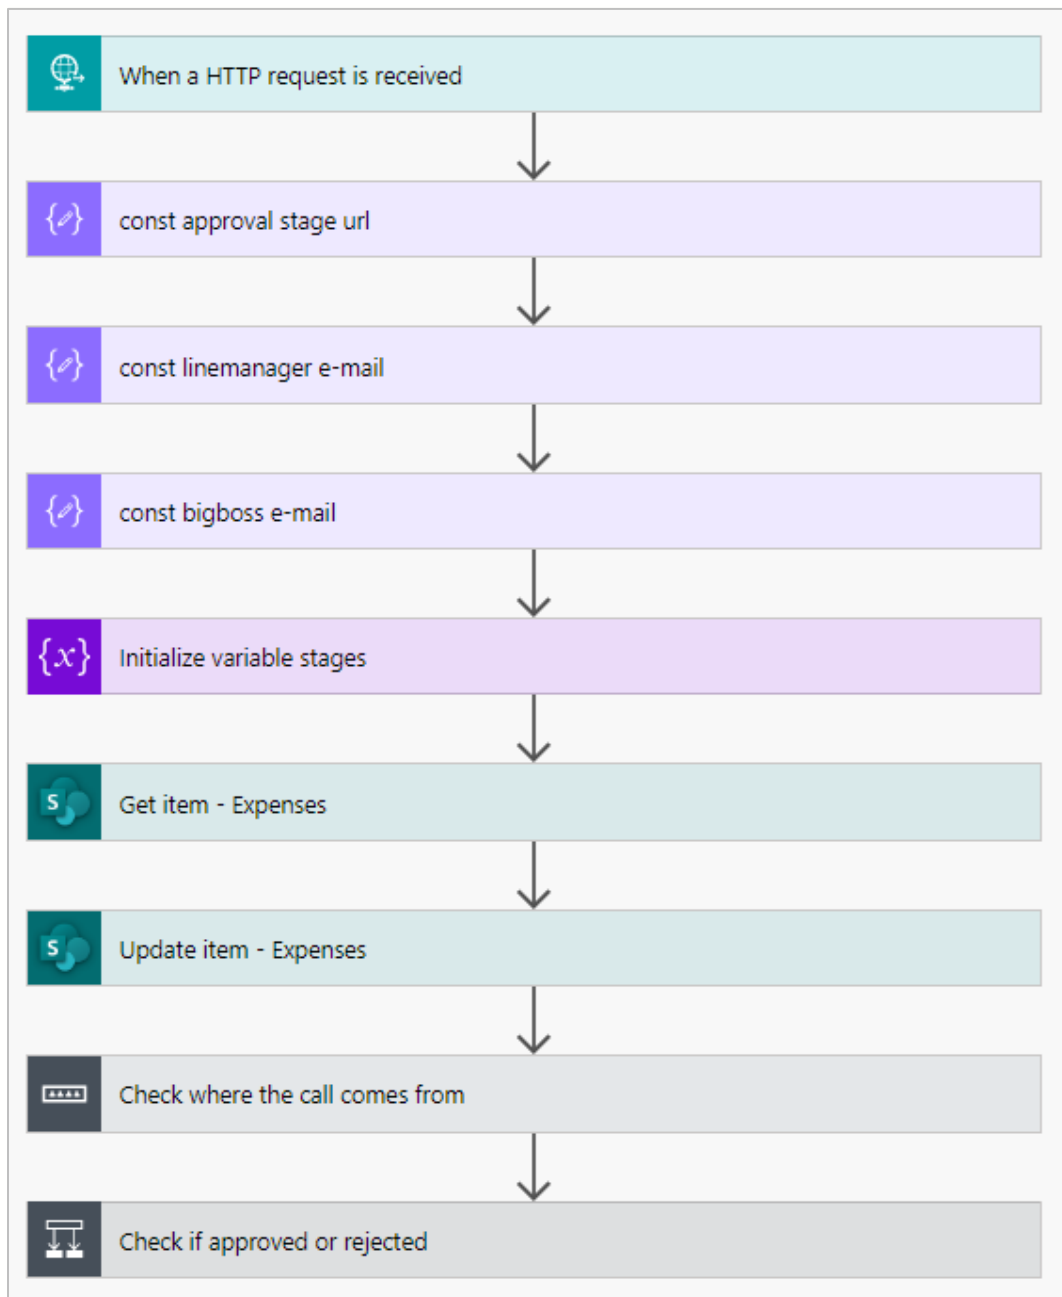 When a HTTP request is received
const approval stage url
const linemanager e-mail
const bigboss e-mail
{x} Initialize variable stages
S Get item - Expenses
S Update item - Expenses
Check where the call comes from
Check if approved or rejected